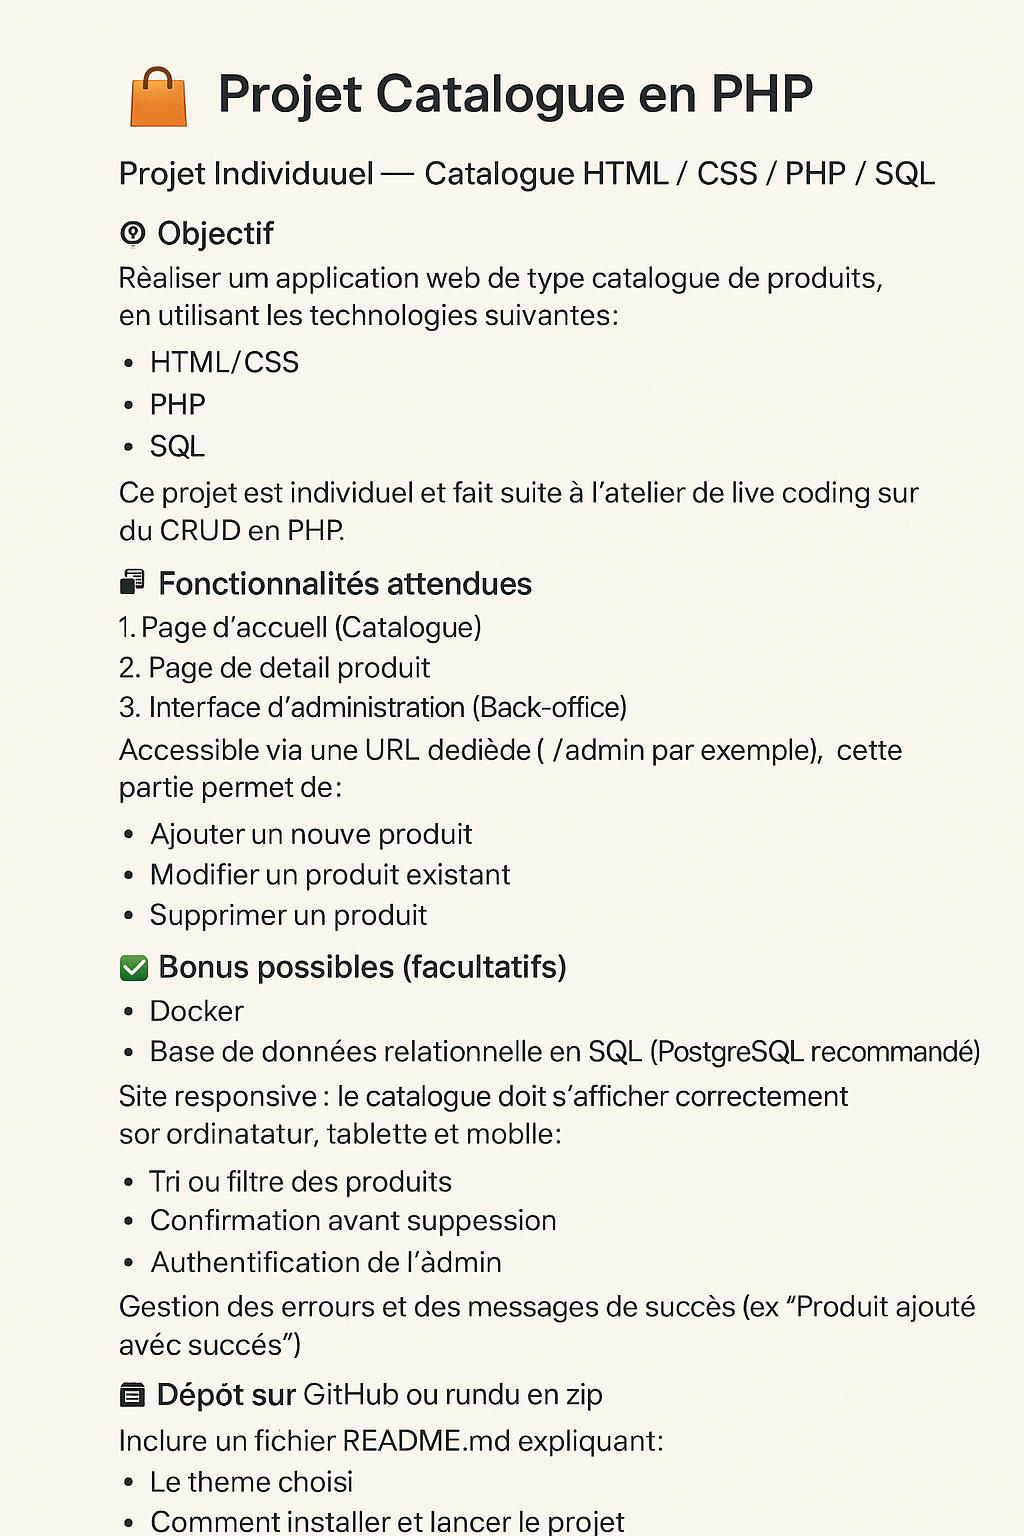 Projet Catalogue en PHP
Projet Individuuel — Catalogue HTML / CSS / PHP / SQL
Objectif
Rèaliser um application web de type catalogue de produits,
en utilisant les technologies suivantes:
• HTML/CSS
• PHP
• SQL
Ce projet est individuel et fait suite à l’atelier de live coding sur
du CRUD en PHP.
Fonctionnalités attendues
1. Page d’accuell (Catalogue)
2. Page de detail produit
3. Interface d’administration (Back-office)
Accessible via une URL dediède ( /admin par exemple), cette
partie permet de:
• Ajouter un nouve produit
• Modifier un produit existant
• Supprimer un produit
Bonus possibles (facultatifs)
• Docker
• Base de données relationnelle en SQL (PostgreSQL recommandé)
Site responsive : le catalogue doit s’afficher correctement
sor ordinatatur, tablette et moblle:
• Tri ou filtre des produits
• Confirmation avant suppession
• Authentification de l’àdmin
Gestion des errours et des messages de succès (ex “Produit ajouté
avéc succés”)
Dépót sur GitHub ou rundu en zip
Inclure un fichier README.md expliquant:
• Le theme choisi
• Comment installer et lancer le projet